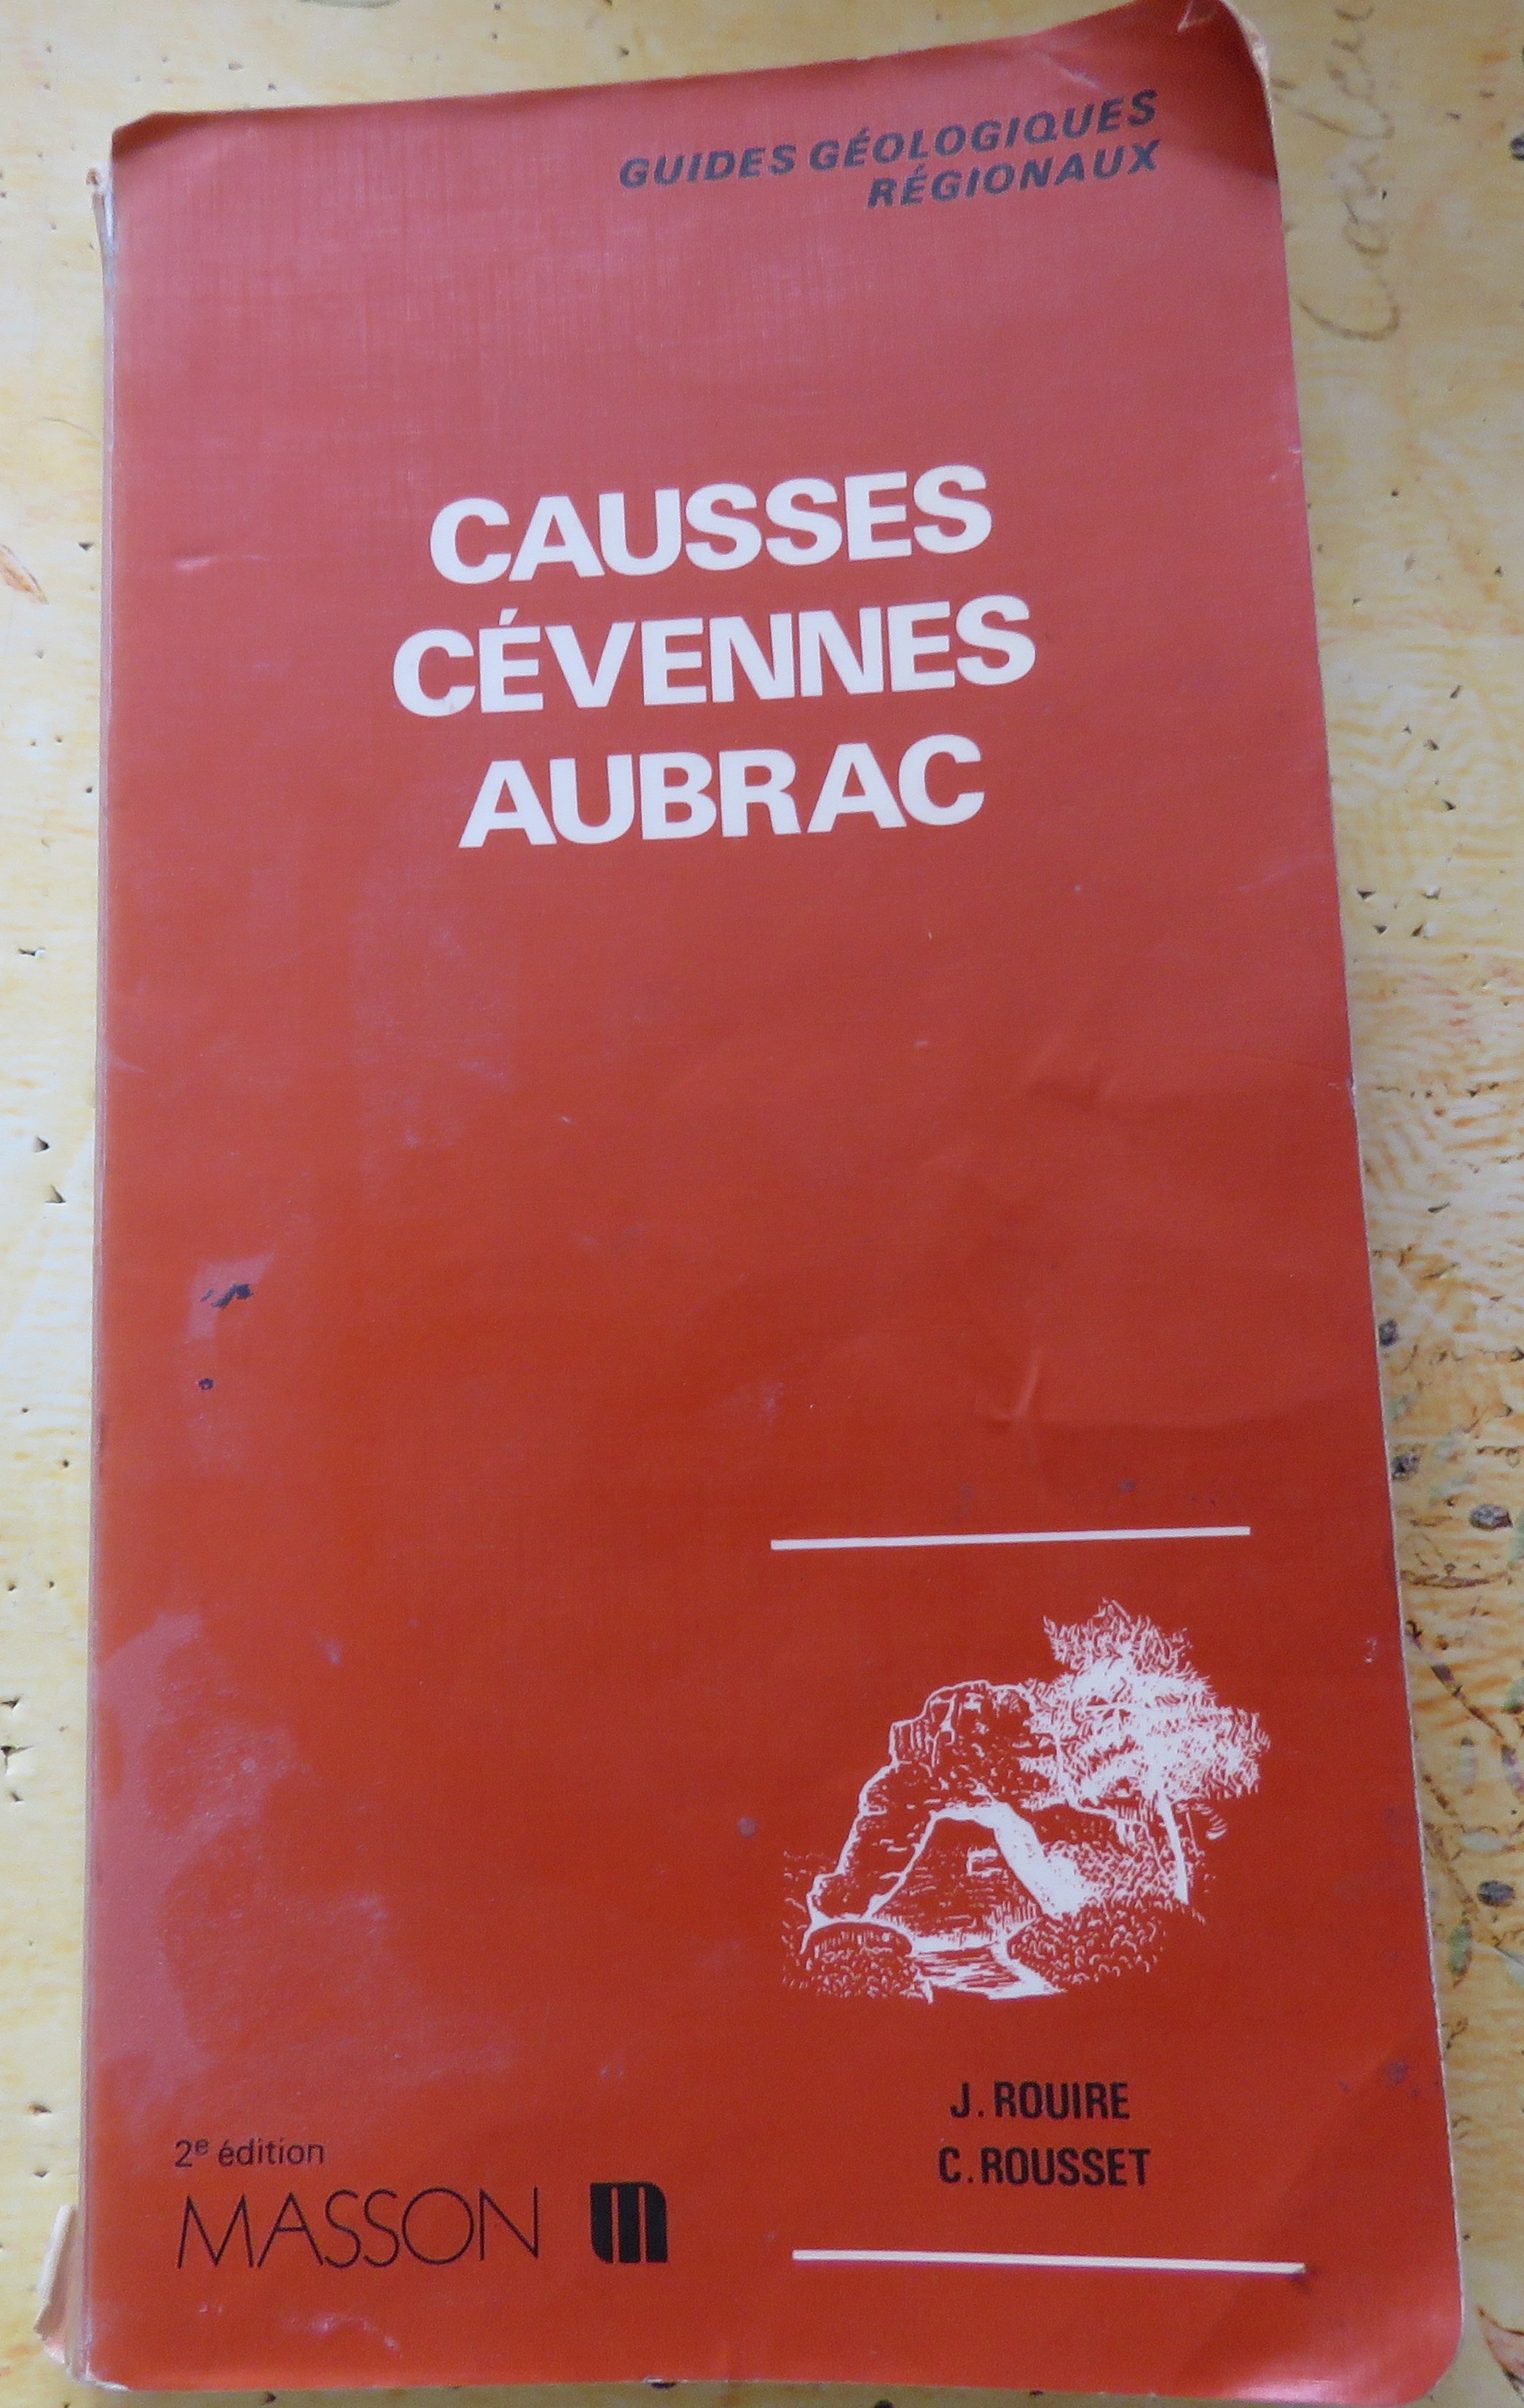 GUIDES GÉOLOGIQUES
RÉGIONAUX
CAUSSES
CÉVENNES
AUBRAC
J. ROUIRE
C. ROUSSET
2e édition
MASSON m